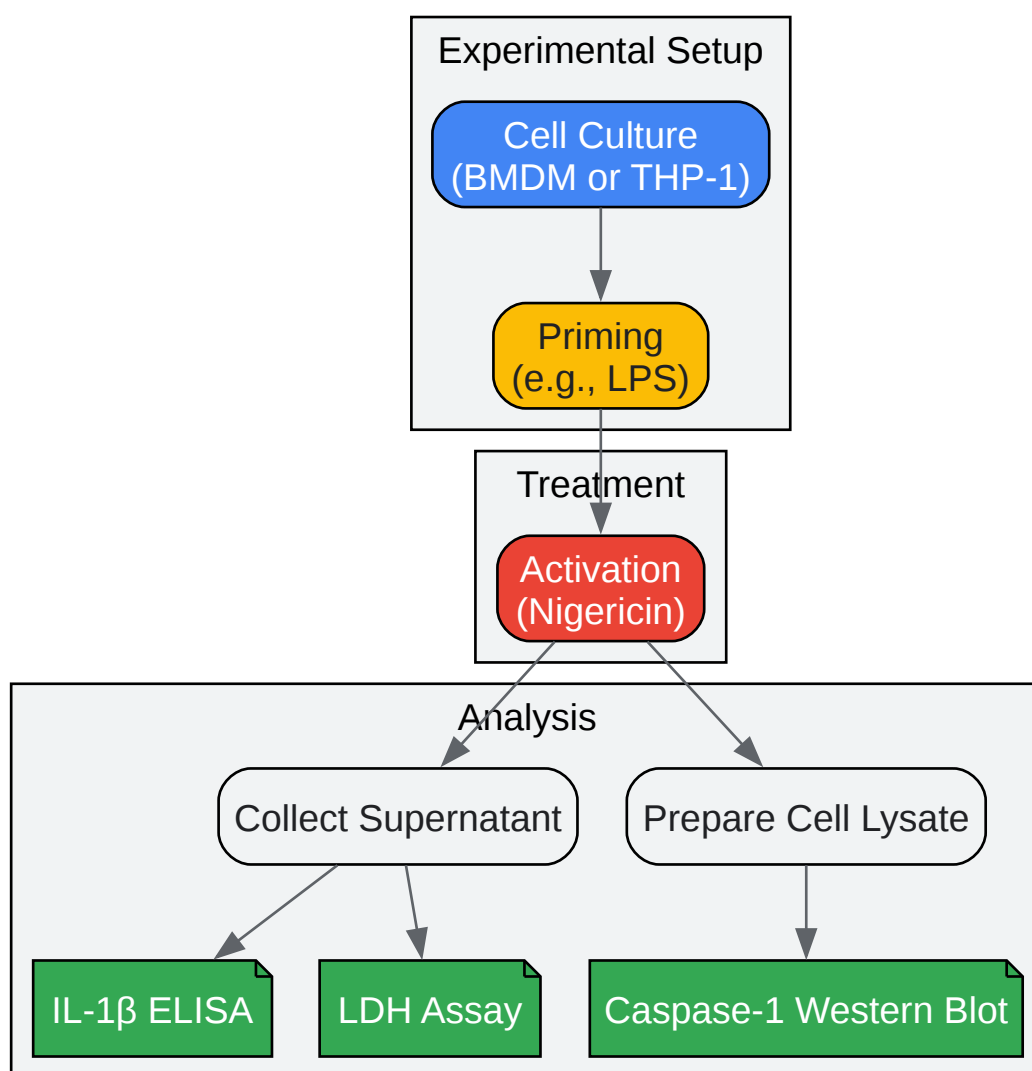 Experimental Setup
Cell Culture
(BMDM or THP-1)
Priming
(e.g., LPS)
Treatment
Activation
(Nigericin)
Analysis
Collect Supernatant
Prepare Cell Lysate
IL-1β ELISA
LDH Assay
Caspase-1 Western Blot